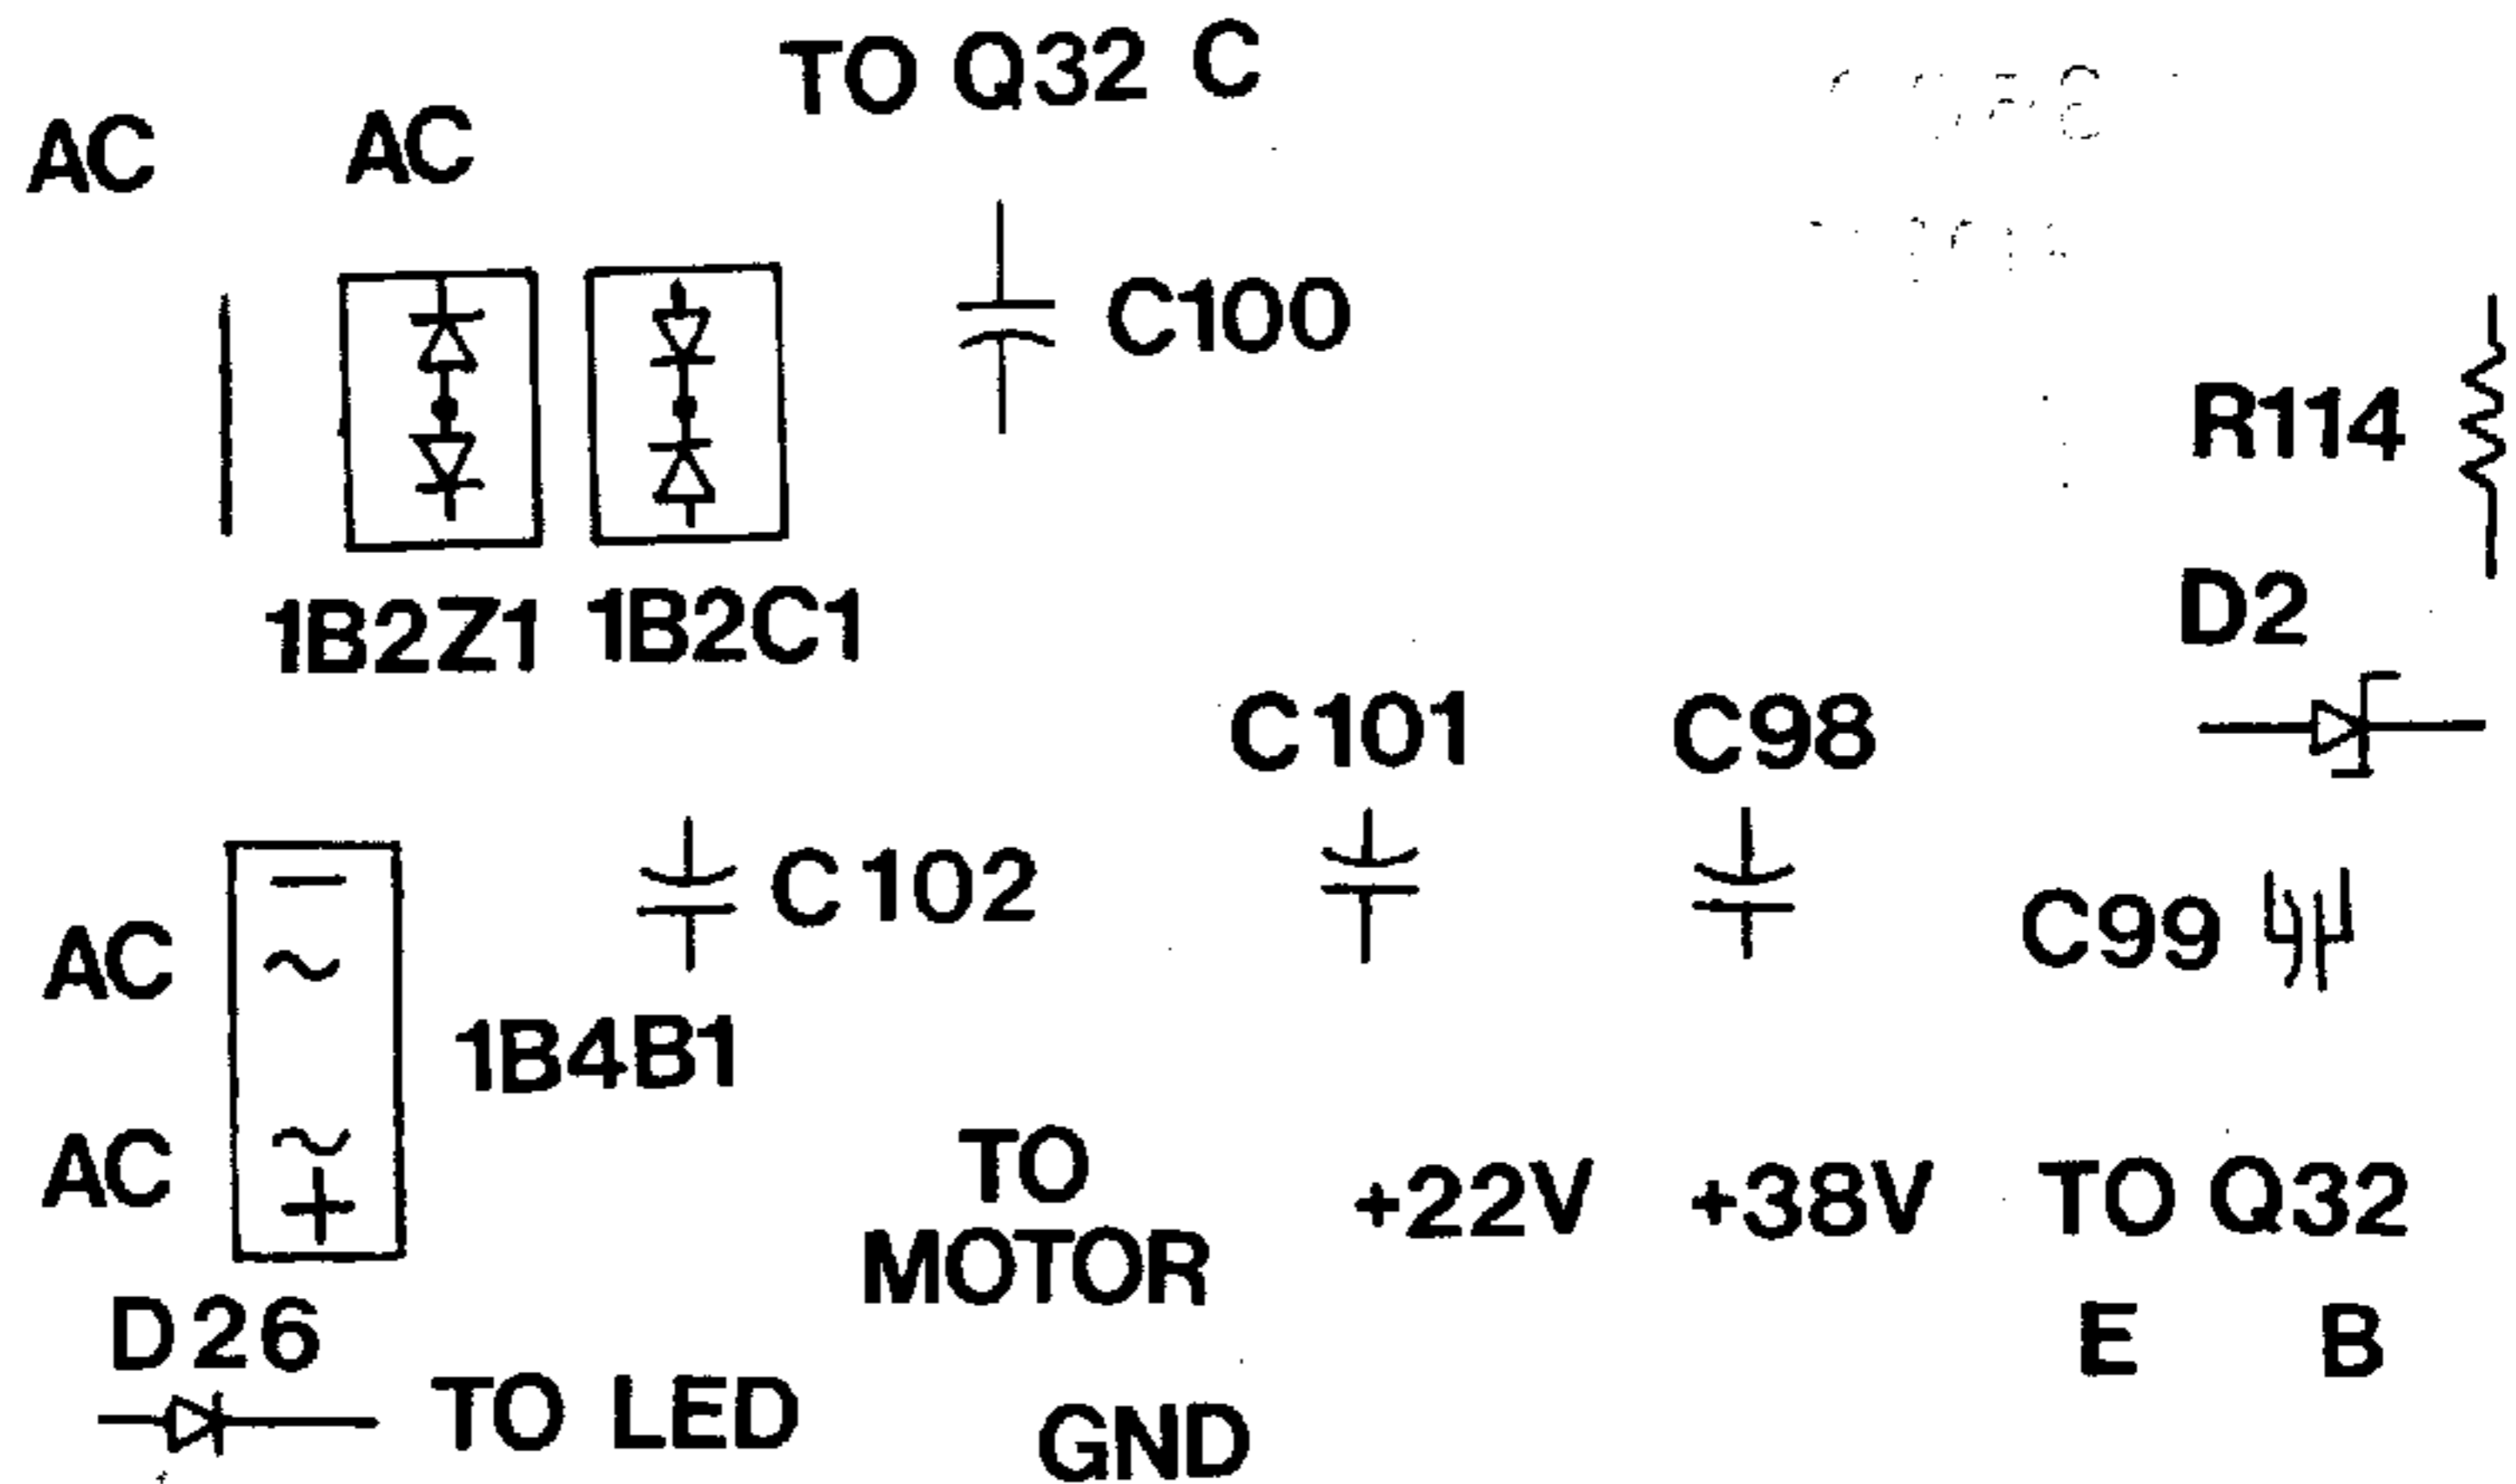 TO Q32 C
AC
AC
C100
R114
1B2Z1
1B2C1
D2
C101
C98
C102
C99
AC
1B4B1
AC
TO
MOTOR
+22V
+38V
TO Q32
E
B
D26
TO LED
GND